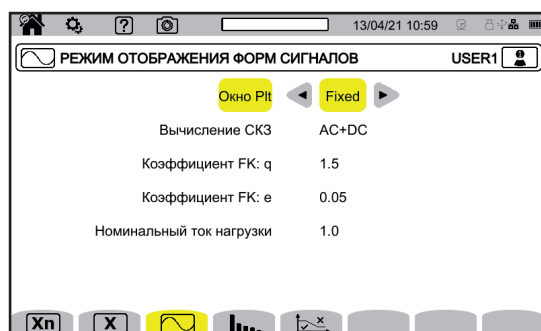 13/04/21 10:59
РЕЖИМ ОТОБРАЖЕНИЯ ФОРМ СИГНАЛОВ USER1
Окно Plt Fixed
Вычисление СКЗ AC+DC
Коэффициент FK: q 1.5
Коэффициент FK: e 0.05
Номинальный ток нагрузки 1.0
Xn X